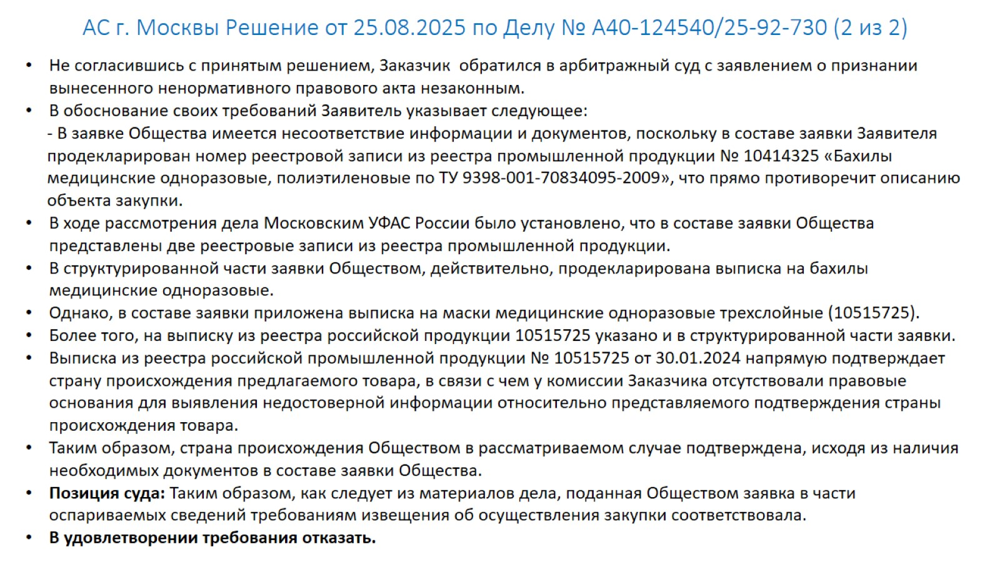 АС г. Москвы Решение от 25.08.2025 по Делу № А40-124540/25-92-730 (2 из 2)
• Не согласившись с принятым решением, Заказчик обратился в арбитражный суд с заявлением о признании
вынесенного ненормативного правового акта незаконным.
• В обоснование своих требований Заявитель указывает следующее:
- В заявке Общества имеется несоответствие информации и документов, поскольку в составе заявки Заявителя
продекларирован номер реестровой записи из реестра промышленной продукции № 10414325 «Бахилы
медицинские одноразовые, полиэтиленовые по ТУ 9398-001-70834095-2009», что прямо противоречит описанию
объекта закупки.
• В ходе рассмотрения дела Московским УФАС России было установлено, что в составе заявки Общества
представлены две реестровые записи из реестра промышленной продукции.
• В структурированной части заявки Обществом, действительно, продекларирована выписка на бахилы
медицинские одноразовые.
• Однако, в составе заявки приложена выписка на маски медицинские одноразовые трехслойные (10515725).
• Более того, на выписку из реестра российской продукции 10515725 указано и в структурированной части заявки.
• Выписка из реестра российской промышленной продукции № 10515725 от 30.01.2024 напрямую подтверждает
страну происхождения предлагаемого товара, в связи с чем у комиссии Заказчика отсутствовали правовые
основания для выявления недостоверной информации относительно представляемого подтверждения страны
происхождения товара.
• Таким образом, страна происхождения Обществом в рассматриваемом случае подтверждена, исходя из наличия
необходимых документов в составе заявки Общества.
• Позиция суда: Таким образом, как следует из материалов дела, поданная Обществом заявка в части
оспариваемых сведений требованиям извещения об осуществления закупки соответствовала.
• В удовлетворении требования отказать.